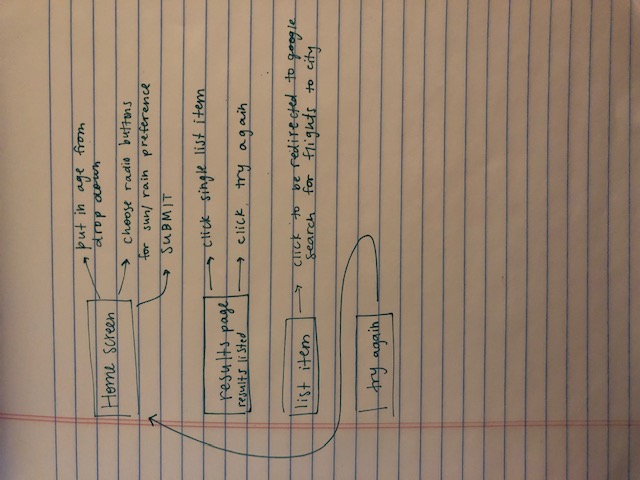 Home screen
put in age from
drop down
choose radio buttons
for sun/rain preference
SUBMIT
results page
results listed
click single list item
click try again
list item
click to be redirected to google
search for flights to city
try again